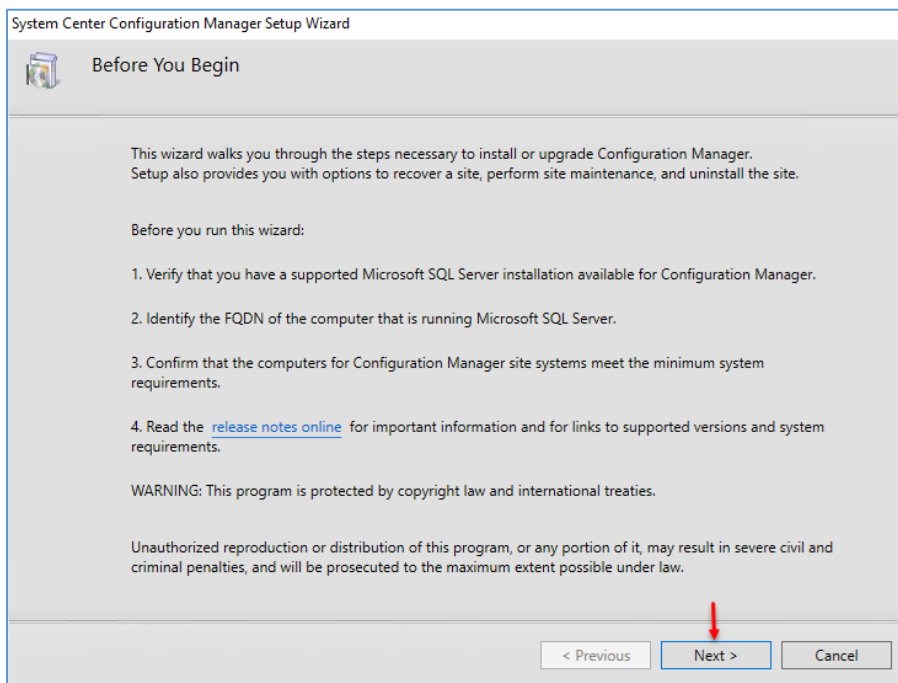 System Center Configuration Manager Setup Wizard
Before You Begin
This wizard walks you through the steps necessary to install or upgrade Configuration Manager.
Setup also provides you with options to recover a site, perform site maintenance, and uninstall the site.
Before you run this wizard:
1. Verify that you have a supported Microsoft SQL Server installation available for Configuration Manager.
2. Identify the FQDN of the computer that is running Microsoft SQL Server.
3. Confirm that the computers for Configuration Manager site systems meet the minimum system
requirements.
4. Read the release notes online for important information and for links to supported versions and system
requirements.
WARNING: This program is protected by copyright law and international treaties.
Unauthorized reproduction or distribution of this program, or any portion of it, may result in severe civil and
criminal penalties, and will be prosecuted to the maximum extent possible under law.
< Previous Next > Cancel